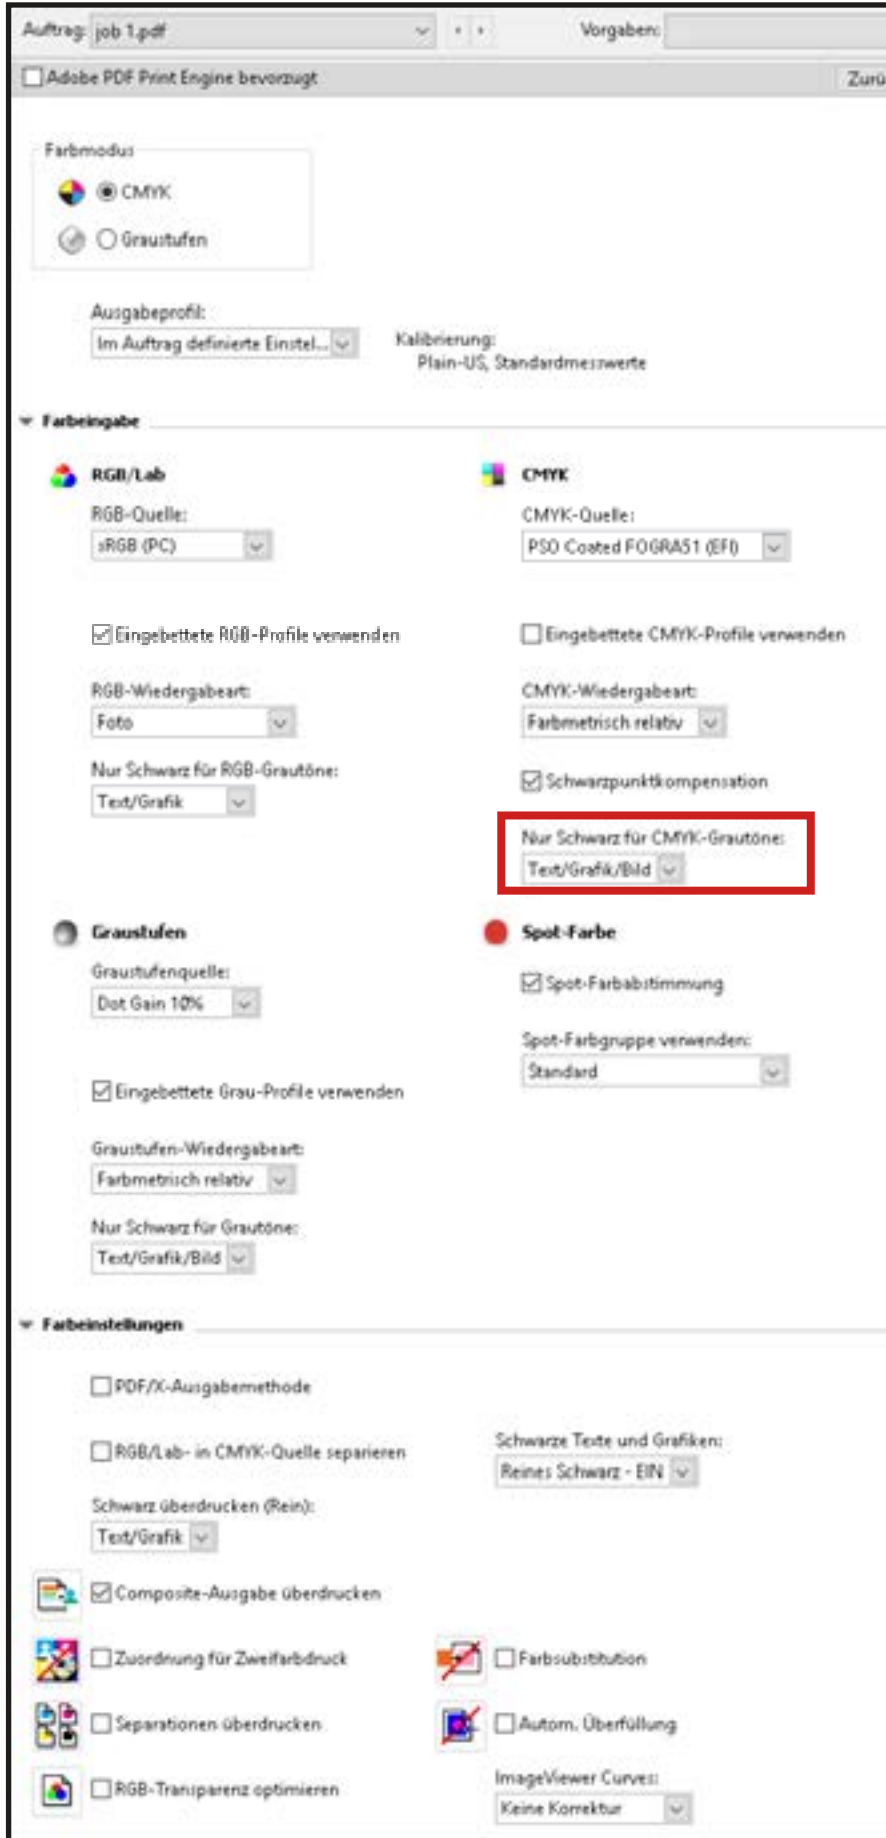 Auftrag: job 1.pdf Vorgaben:
Adobe PDF Print Engine bevorzugt Zurü
Farbmodus
CMYK
Graustufen
Ausgabeprofil:
Im Auftrag definierte Einstel...
Kalibrierung:
Plain-US, Standardmesswerte
Farbeingabe
RGB/Lab
RGB-Quelle:
sRGB (PC)
Eingebettete RGB-Profile verwenden
RGB-Wiedergabeart:
Foto
Nur Schwarz für RGB-Grautöne:
Text/Grafik
CMYK
CMYK-Quelle:
PSO Coated FOGRA51 (EFI)
Eingebettete CMYK-Profile verwenden
CMYK-Wiedergabeart:
Farbmetrisch relativ
Schwarzpunktkompensation
Nur Schwarz für CMYK-Grautöne:
Text/Grafik/Bild
Graustufen
Graustufenquelle:
Dot Gain 10%
Eingebettete Grau-Profile verwenden
Graustufen-Wiedergabeart:
Farbmetrisch relativ
Nur Schwarz für Grautöne:
Text/Grafik/Bild
Spot-Farbe
Spot-Farbabstimmung
Spot-Farbgruppe verwenden:
Standard
Farbeinstellungen
PDF/X-Ausgabemethode
RGB/Lab- in CMYK-Quelle separieren
Schwarze Texte und Grafiken:
Reines Schwarz - EIN
Schwarz überdrucken (Rein):
Text/Grafik
Composite-Ausgabe überdrucken
Zuordnung für Zweifarbdruck
Farbsubstitution
Separationen überdrucken
Autom. Überfüllung
RGB-Transparenz optimieren
ImageViewer Curves:
Keine Korrektur